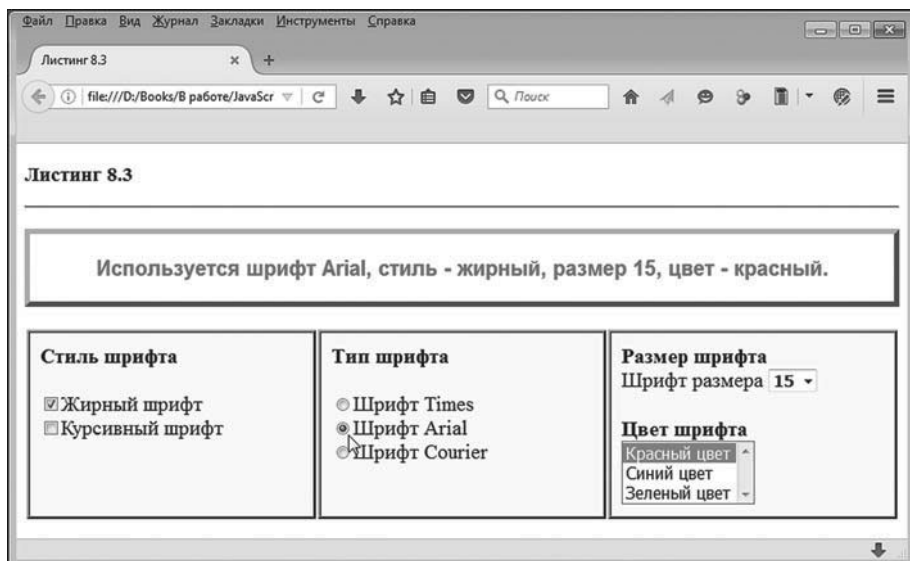 Файл Правка Вид Журнал Закладки Инструменты Справка
Листинг 8.3
file:///D:/Books/В работе/JavaScr
Поиск
Листинг 8.3
Используется шрифт Arial, стиль - жирный, размер 15, цвет - красный.
Стиль шрифта
Жирный шрифт
Курсивный шрифт
Тип шрифта
Шрифт Times
Шрифт Arial
Шрифт Courier
Размер шрифта
Шрифт размера 15
Цвет шрифта
Красный цвет
Синий цвет
Зеленый цвет